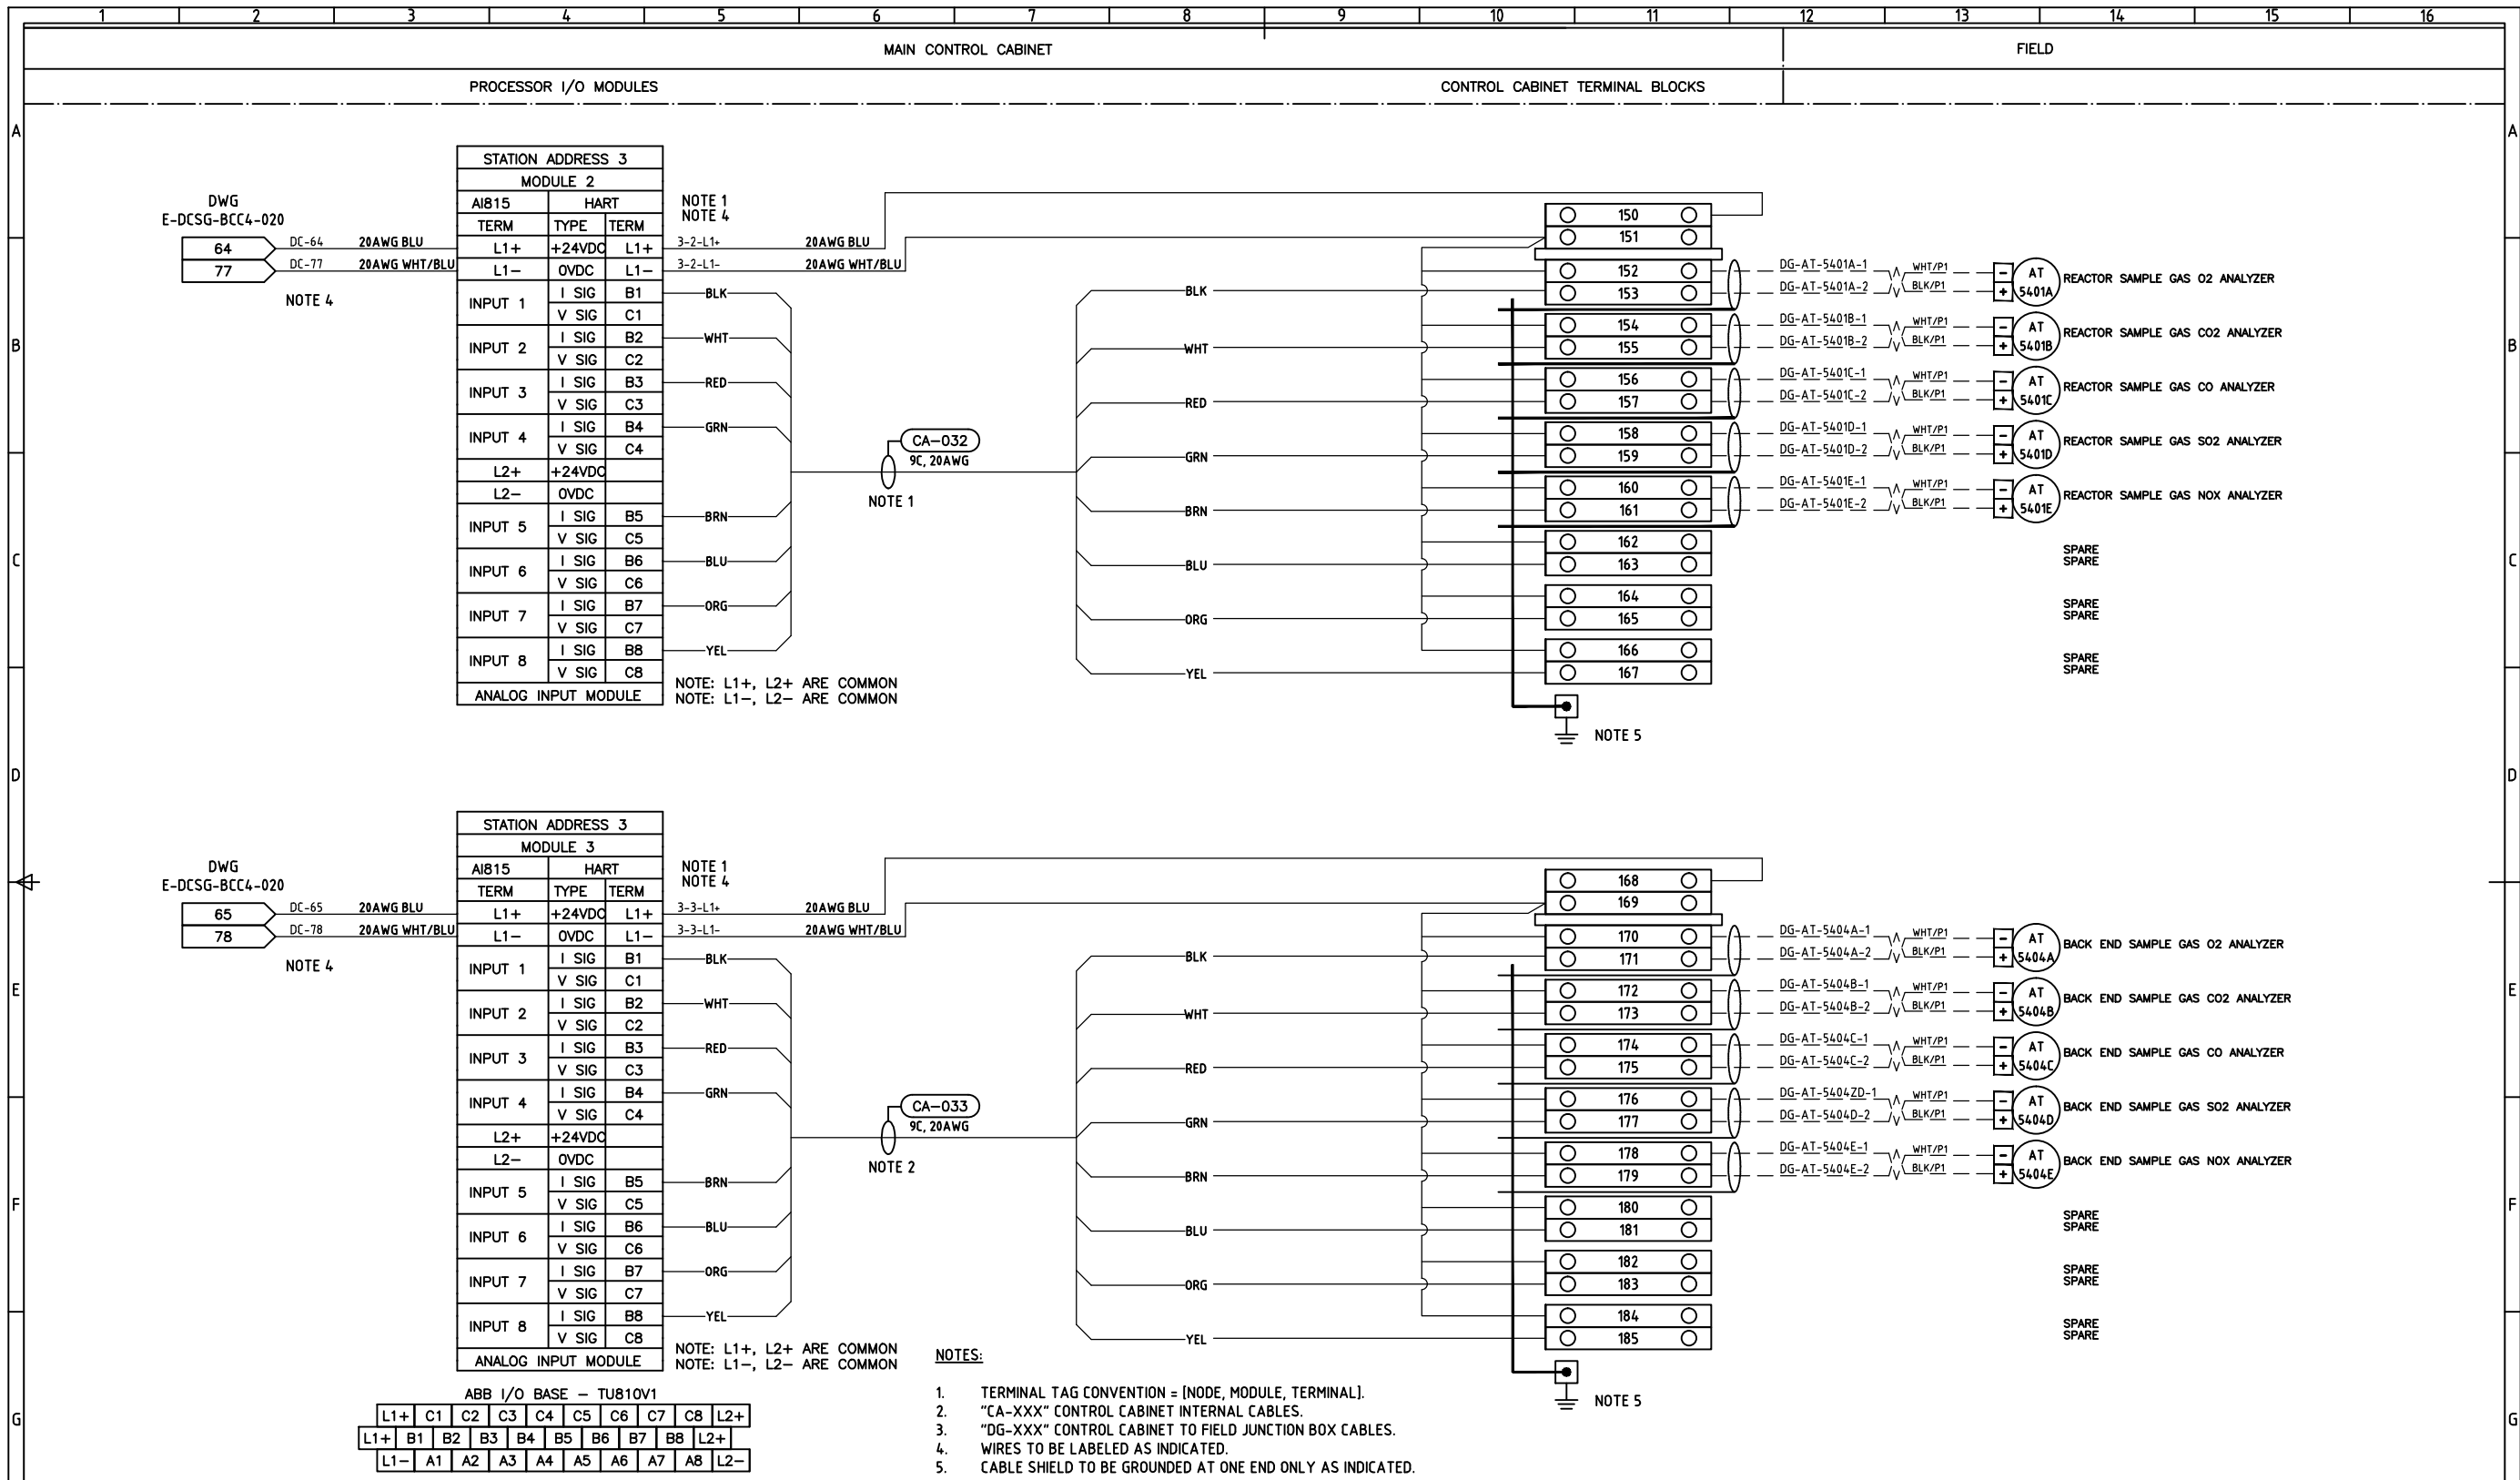 1 2 3 4 5 6 7 8 9 10 11 12 13 14 15 16
MAIN CONTROL CABINET FIELD
PROCESSOR I/O MODULES CONTROL CABINET TERMINAL BLOCKS
A A
B B
C C
D D
E E
F F
G G
DWG
E-DCSG-BCC4-020
64 DC-64 20AWG BLU
77 DC-77 20AWG WHT/BLU
NOTE 4
STATION ADDRESS 3
MODULE 2
AI815 HART
TERM TYPE TERM
L1+ +24VDC L1+
L1- 0VDC L1-
INPUT 1 I SIG B1
V SIG C1
INPUT 2 I SIG B2
V SIG C2
INPUT 3 I SIG B3
V SIG C3
INPUT 4 I SIG B4
V SIG C4
L2+ +24VDC
L2- 0VDC
INPUT 5 I SIG B5
V SIG C5
INPUT 6 I SIG B6
V SIG C6
INPUT 7 I SIG B7
V SIG C7
INPUT 8 I SIG B8
V SIG C8
ANALOG INPUT MODULE
NOTE 1
NOTE 4
3-2-L1+ 20AWG BLU
3-2-L1- 20AWG WHT/BLU
BLK
WHT
RED
GRN
BRN
BLU
ORG
YEL
NOTE: L1+, L2+ ARE COMMON
NOTE: L1-, L2- ARE COMMON
CA-032
9C, 20AWG
NOTE 1
BLK
WHT
RED
GRN
BRN
BLU
ORG
YEL
150
151
152
153
154
155
156
157
158
159
160
161
162
163
164
165
166
167
NOTE 5
DG-AT-5401A-1 WHT/P1 - AT
DG-AT-5401A-2 BLK/P1 + 5401A
REACTOR SAMPLE GAS O2 ANALYZER
DG-AT-5401B-1 WHT/P1 - AT
DG-AT-5401B-2 BLK/P1 + 5401B
REACTOR SAMPLE GAS CO2 ANALYZER
DG-AT-5401C-1 WHT/P1 - AT
DG-AT-5401C-2 BLK/P1 + 5401C
REACTOR SAMPLE GAS CO ANALYZER
DG-AT-5401D-1 WHT/P1 - AT
DG-AT-5401D-2 BLK/P1 + 5401D
REACTOR SAMPLE GAS SO2 ANALYZER
DG-AT-5401E-1 WHT/P1 - AT
DG-AT-5401E-2 BLK/P1 + 5401E
REACTOR SAMPLE GAS NOX ANALYZER
SPARE
SPARE
SPARE
SPARE
SPARE
SPARE
DWG
E-DCSG-BCC4-020
65 DC-65 20AWG BLU
78 DC-78 20AWG WHT/BLU
NOTE 4
STATION ADDRESS 3
MODULE 3
AI815 HART
TERM TYPE TERM
L1+ +24VDC L1+
L1- 0VDC L1-
INPUT 1 I SIG B1
V SIG C1
INPUT 2 I SIG B2
V SIG C2
INPUT 3 I SIG B3
V SIG C3
INPUT 4 I SIG B4
V SIG C4
L2+ +24VDC
L2- 0VDC
INPUT 5 I SIG B5
V SIG C5
INPUT 6 I SIG B6
V SIG C6
INPUT 7 I SIG B7
V SIG C7
INPUT 8 I SIG B8
V SIG C8
ANALOG INPUT MODULE
NOTE 1
NOTE 4
3-3-L1+ 20AWG BLU
3-3-L1- 20AWG WHT/BLU
BLK
WHT
RED
GRN
BRN
BLU
ORG
YEL
NOTE: L1+, L2+ ARE COMMON
NOTE: L1-, L2- ARE COMMON
CA-033
9C, 20AWG
NOTE 2
BLK
WHT
RED
GRN
BRN
BLU
ORG
YEL
168
169
170
171
172
173
174
175
176
177
178
179
180
181
182
183
184
185
NOTE 5
DG-AT-5404A-1 WHT/P1 - AT
DG-AT-5404A-2 BLK/P1 + 5404A
BACK END SAMPLE GAS O2 ANALYZER
DG-AT-5404B-1 WHT/P1 - AT
DG-AT-5404B-2 BLK/P1 + 5404B
BACK END SAMPLE GAS CO2 ANALYZER
DG-AT-5404C-1 WHT/P1 - AT
DG-AT-5404C-2 BLK/P1 + 5404C
BACK END SAMPLE GAS CO ANALYZER
DG-AT-5404ZD-1 WHT/P1 - AT
DG-AT-5404D-2 BLK/P1 + 5404D
BACK END SAMPLE GAS SO2 ANALYZER
DG-AT-5404E-1 WHT/P1 - AT
DG-AT-5404E-2 BLK/P1 + 5404E
BACK END SAMPLE GAS NOX ANALYZER
SPARE
SPARE
SPARE
SPARE
SPARE
SPARE
ABB I/O BASE - TU810V1
L1+ C1 C2 C3 C4 C5 C6 C7 C8 L2+
L1+ B1 B2 B3 B4 B5 B6 B7 B8 L2+
L1- A1 A2 A3 A4 A5 A6 A7 A8 L2-
NOTES:
1. TERMINAL TAG CONVENTION = [NODE, MODULE, TERMINAL].
2. "CA-XXX" CONTROL CABINET INTERNAL CABLES.
3. "DG-XXX" CONTROL CABINET TO FIELD JUNCTION BOX CABLES.
4. WIRES TO BE LABELED AS INDICATED.
5. CABLE SHIELD TO BE GROUNDED AT ONE END ONLY AS INDICATED.